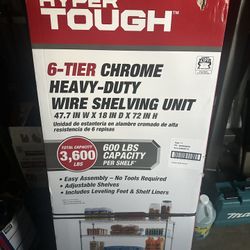 HYPER
TOUGH™
6-TIER CHROME
HEAVY-DUTY
WIRE SHELVING UNIT
47.7 IN W X 18 IN D X 72 IN H
Unidad de estantería en alambre cromado de alta
resistencia de 6 repisas
TOTAL CAPACITY
3,600
LBS
600 LBS
CAPACITY
PER SHELF
• Easy Assembly – No Tools Required
• Adjustable Shelves
• Includes Leveling Feet & Shelf Liners